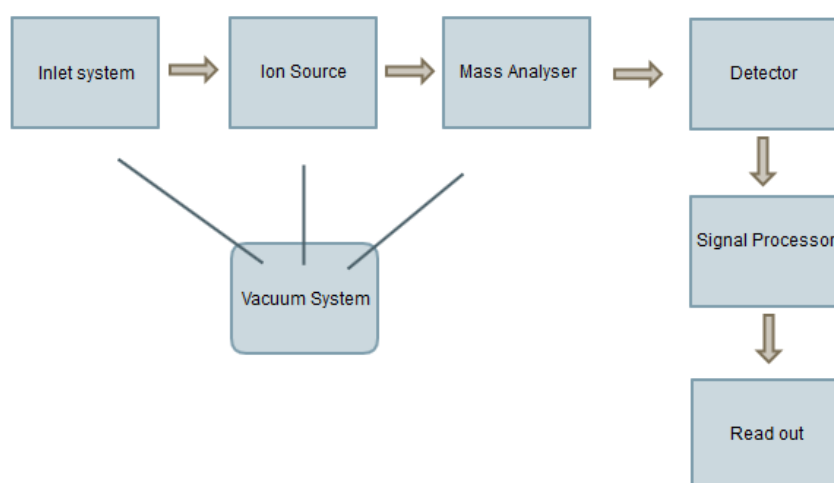 Inlet system
Ion Source
Mass Analyser
Detector
Signal Processor
Vacuum System
Read out